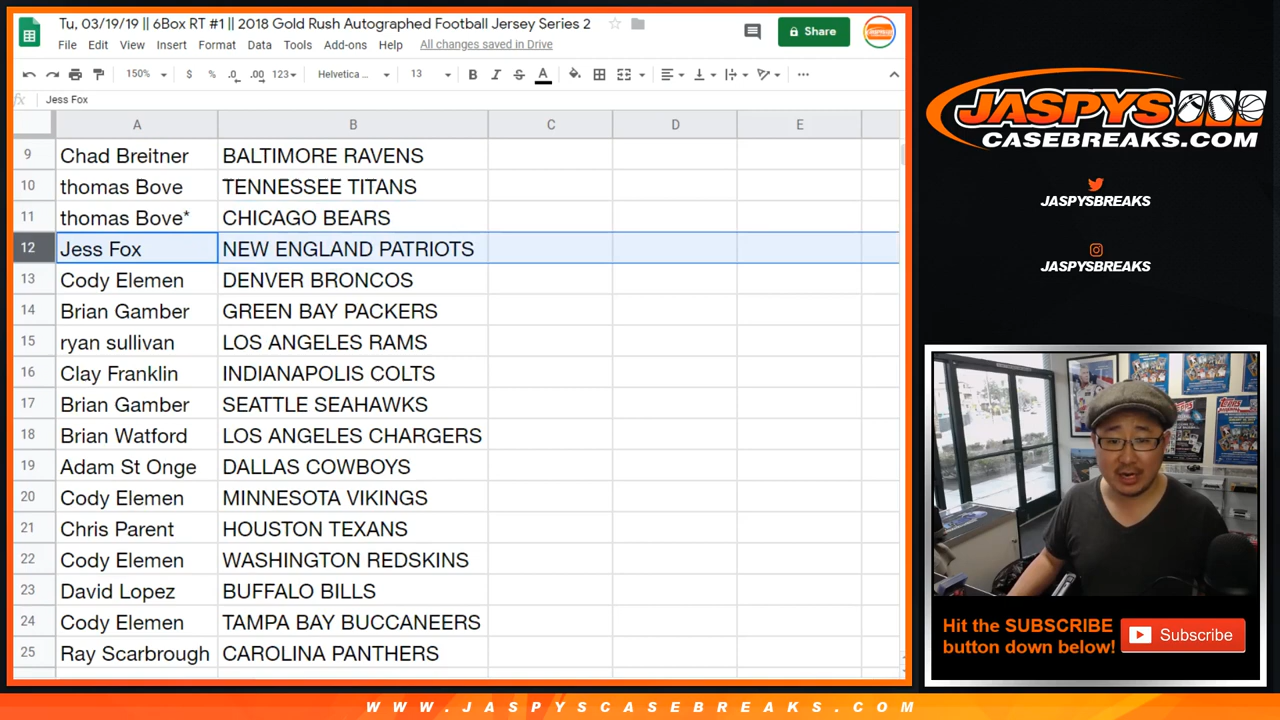 Tu, 03/19/19 || 6Box RT #1 || 2018 Gold Rush Autographed Football Jersey Series 2
File Edit View Insert Format Data Tools Add-ons Help All changes saved in Drive
Share
150% $ % .0 .00 123 Helvetica ... 13 B I S A
fx Jess Fox
A B C D E
9 Chad Breitner BALTIMORE RAVENS
10 thomas Bove TENNESSEE TITANS
11 thomas Bove* CHICAGO BEARS
12 Jess Fox NEW ENGLAND PATRIOTS
13 Cody Elemen DENVER BRONCOS
14 Brian Gamber GREEN BAY PACKERS
15 ryan sullivan LOS ANGELES RAMS
16 Clay Franklin INDIANAPOLIS COLTS
17 Brian Gamber SEATTLE SEAHAWKS
18 Brian Watford LOS ANGELES CHARGERS
19 Adam St Onge DALLAS COWBOYS
20 Cody Elemen MINNESOTA VIKINGS
21 Chris Parent HOUSTON TEXANS
22 Cody Elemen WASHINGTON REDSKINS
23 David Lopez BUFFALO BILLS
24 Cody Elemen TAMPA BAY BUCCANEERS
25 Ray Scarbrough CAROLINA PANTHERS
JASPYS
CASEBREAKS.COM
JASPYSBREAKS
JASPYSBREAKS
Topps
Hit the SUBSCRIBE
button down below!
Subscribe
WWW.JASPYSCASEBREAKS.COM